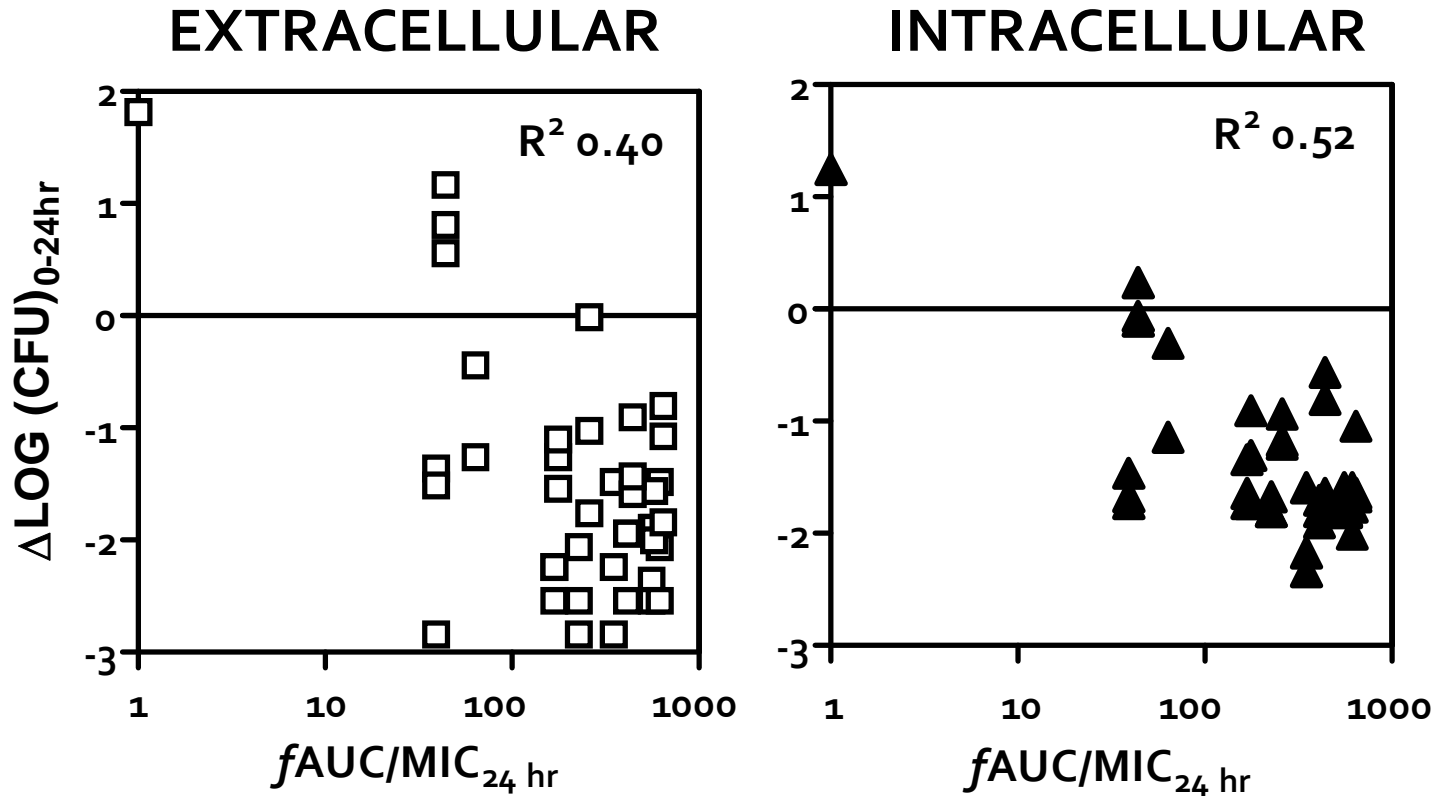 EXTRACELLULAR
2
1
0
-1
-2
-3
R² 0.40
ΔLOG (CFU)0-24hr
1 10 100 1000
fAUC/MIC24 hr
INTRACELLULAR
2
1
0
-1
-2
-3
R² 0.52
1 10 100 1000
fAUC/MIC24 hr